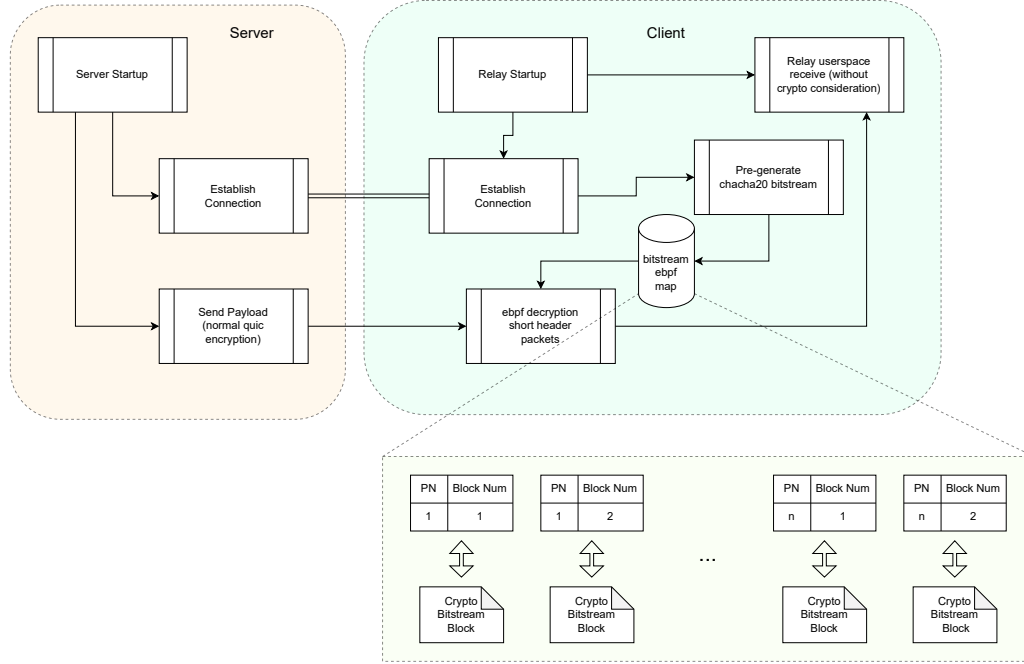 Server
Client
Server Startup
Relay Startup
Relay userspace
receive (without
crypto consideration)
Establish
Connection
Establish
Connection
Pre-generate
chacha20 bitstream
bitstream
ebpf
map
Send Payload
(normal quic
encryption)
ebpf decryption
short header
packets
PN Block Num
1 1
PN Block Num
1 2
...
PN Block Num
n 1
PN Block Num
n 2
Crypto
Bitstream
Block
Crypto
Bitstream
Block
Crypto
Bitstream
Block
Crypto
Bitstream
Block